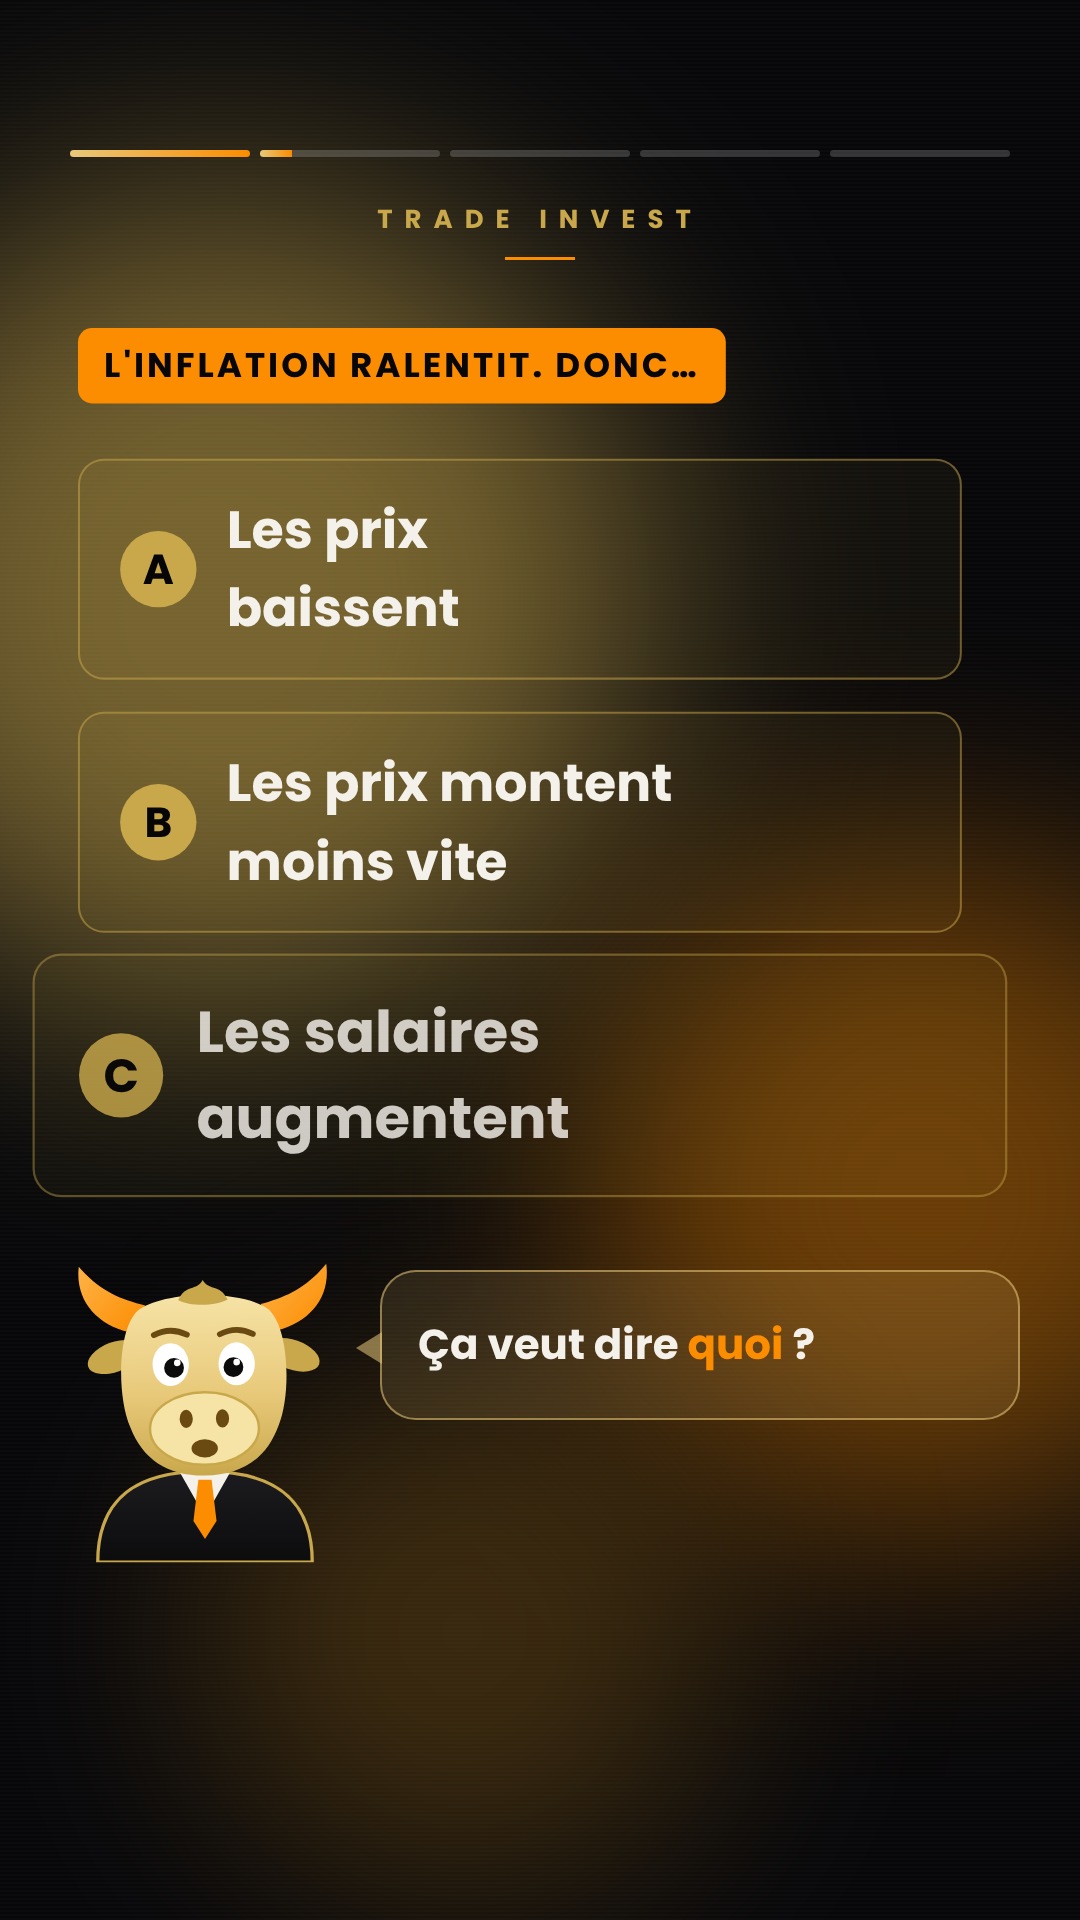 TRADE INVEST
L'INFLATION RALENTIT. DONC...
A
Les prix
baissent
B
Les prix montent
moins vite
C
Les salaires
augmentent
Ça veut dire quoi ?